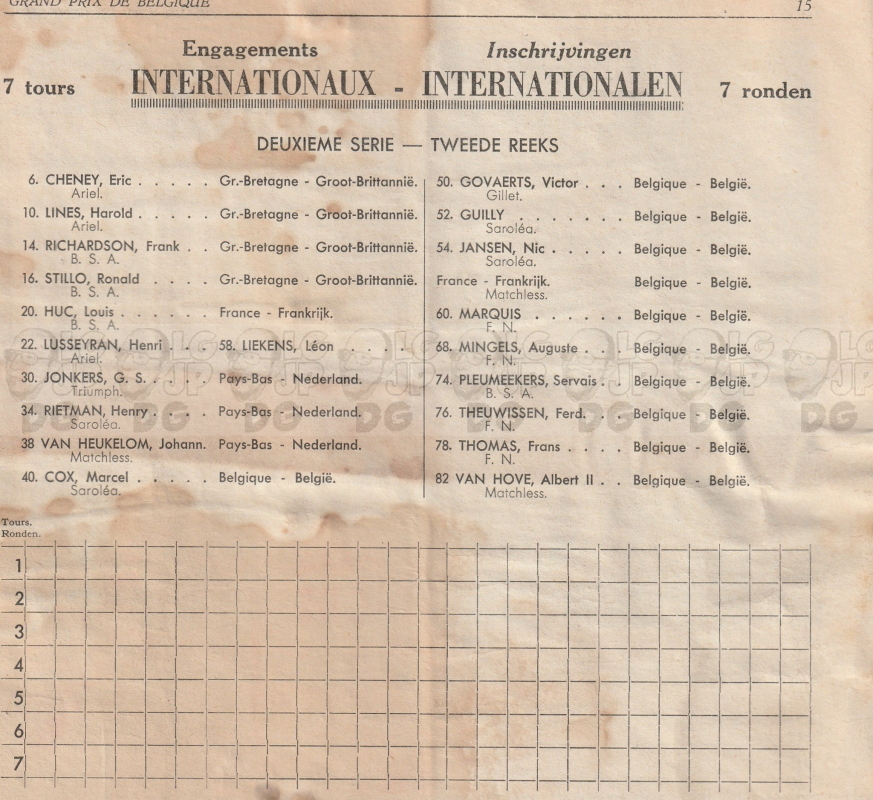 GRAND PRIX DE BELGIQUE 15
Engagements Inschrijvingen
7 tours INTERNATIONAUX - INTERNATIONALEN 7 ronden
DEUXIEME SERIE — TWEEDE REEKS
6. CHENEY, Eric . . . . . Gr.-Bretagne - Groot-Brittannië.
Ariel.
10. LINES, Harold . . . . . Gr.-Bretagne - Groot-Brittannië.
Ariel.
14. RICHARDSON, Frank . . Gr.-Bretagne - Groot-Brittannië.
B. S. A.
16. STILLO, Ronald . . . . Gr.-Bretagne - Groot-Brittannië.
B. S. A.
20. HUC, Louis . . . . . . France - Frankrijk.
B. S. A.
22. LUSSEYRAN, Henri . . . 58. LIEKENS, Léon . . . .
Ariel.
30. JONKERS, G. S. . . . . Pays-Bas - Nederland.
Triumph.
34. RIETMAN, Henry . . . . Pays-Bas - Nederland.
Saroléa.
38 VAN HEUKELOM, Johann. Pays-Bas - Nederland.
Matchless.
40. COX, Marcel . . . . . Belgique - België.
Saroléa.
50. GOVAERTS, Victor . . . Belgique - België.
Gillet.
52. GUILLY . . . . . . . Belgique - België.
Saroléa.
54. JANSEN, Nic . . . . . Belgique - België.
Saroléa.
France - Frankrijk. Belgique - België.
Matchless.
60. MARQUIS . . . . . . Belgique - België.
F. N.
68. MINGELS, Auguste . . . Belgique - België.
F. N.
74. PLEUMEEKERS, Servais . . Belgique - België.
B. S. A.
76. THEUWISSEN, Ferd. . . Belgique - België.
F. N.
78. THOMAS, Frans . . . . Belgique - België.
F. N.
82 VAN HOVE, Albert II . . Belgique - België.
Matchless.
Tours.
Ronden.
1
2
3
4
5
6
7